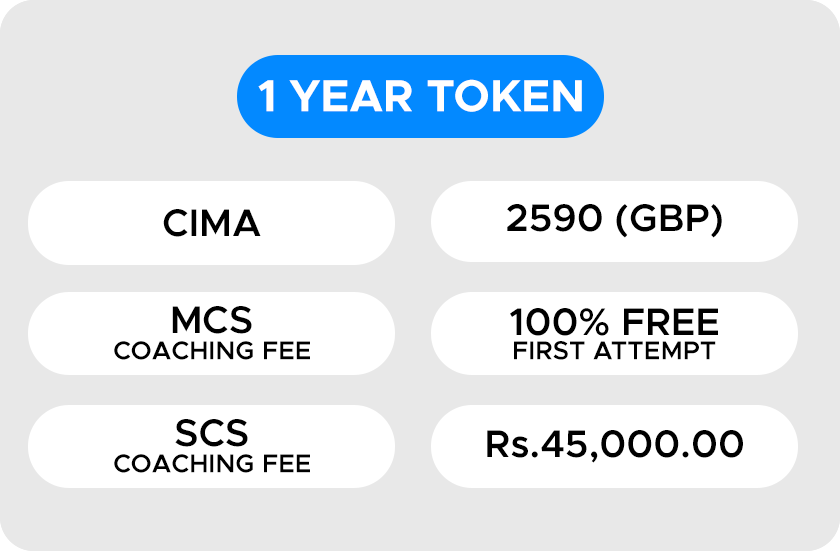 1 YEAR TOKEN
CIMA
2590 (GBP)
MCS
COACHING FEE
100% FREE
FIRST ATTEMPT
SCS
COACHING FEE
Rs.45,000.00